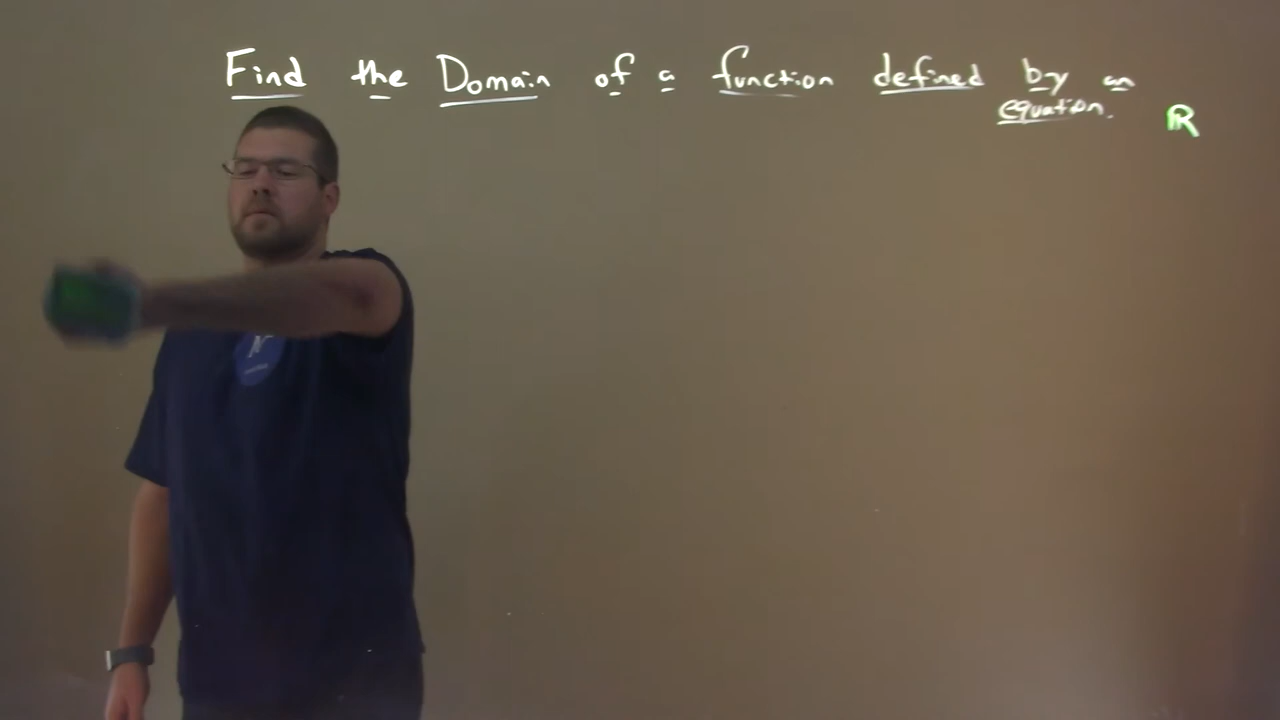 Find the Domain of a function defined by an
equation.
ℝ